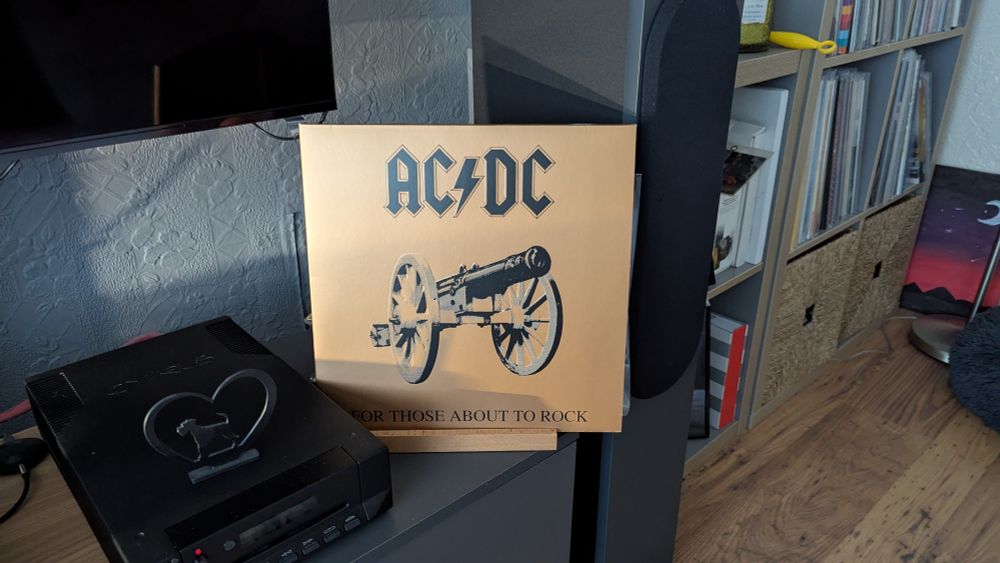 AC DC
FOR THOSE ABOUT TO ROCK